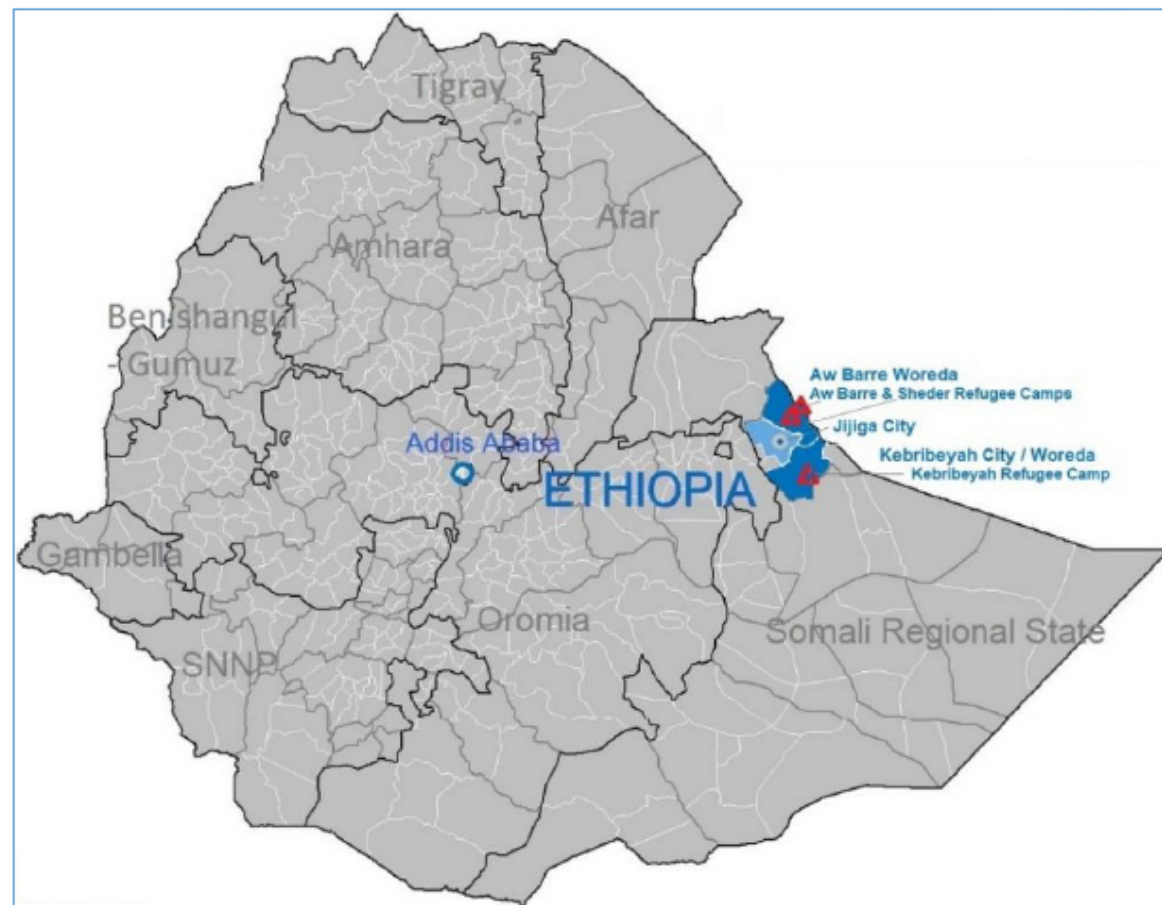 Tigray
Afar
Amhara
Benishangul
- Gumuz
Aw Barre Woreda
Aw Barre & Sheder Refugee Camps
Jijiga City
Addis Ababa
Kebribeyah City / Woreda
Kebribeyah Refugee Camp
ETHIOPIA
Gambella
Oromia
Somali Regional State
SNNP